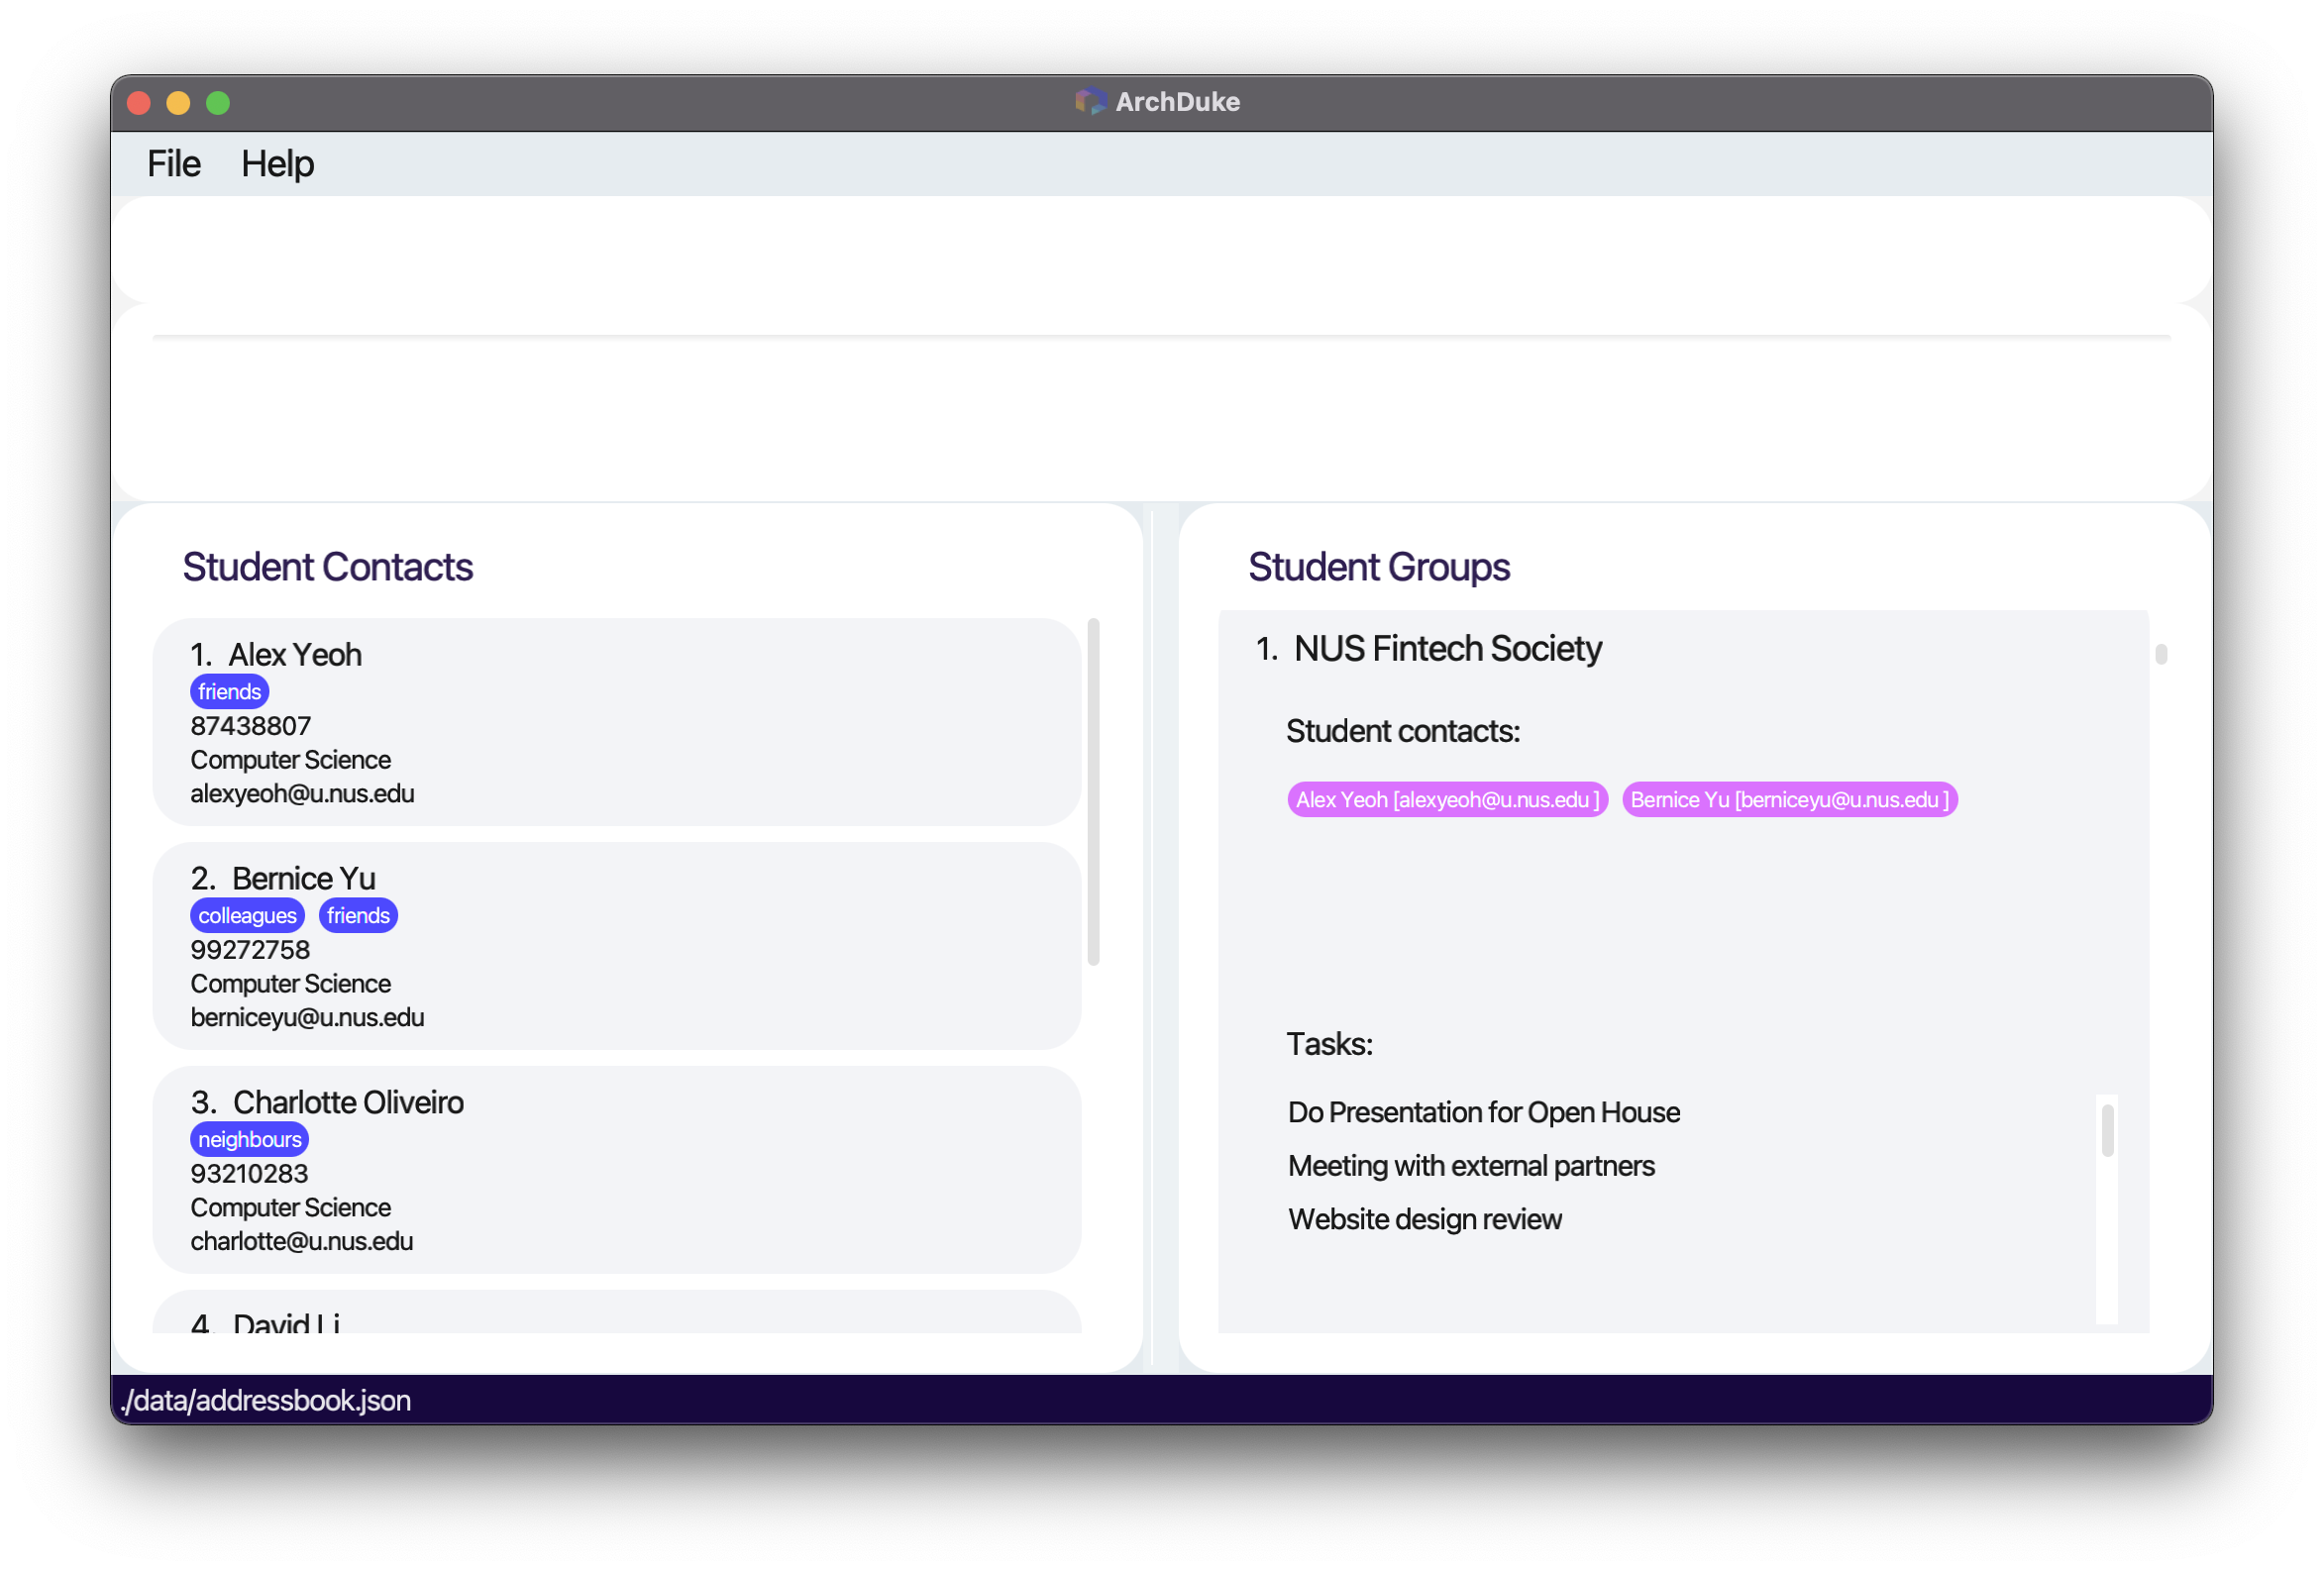 ArchDuke
File Help
Student Contacts
1. Alex Yeoh
friends
87438807
Computer Science
alexyeoh@u.nus.edu
2. Bernice Yu
colleagues friends
99272758
Computer Science
berniceyu@u.nus.edu
3. Charlotte Oliveiro
neighbours
93210283
Computer Science
charlotte@u.nus.edu
4. David Li
Student Groups
1. NUS Fintech Society
Student contacts:
Alex Yeoh [alexyeoh@u.nus.edu ] Bernice Yu [berniceyu@u.nus.edu ]
Tasks:
Do Presentation for Open House
Meeting with external partners
Website design review
./data/addressbook.json